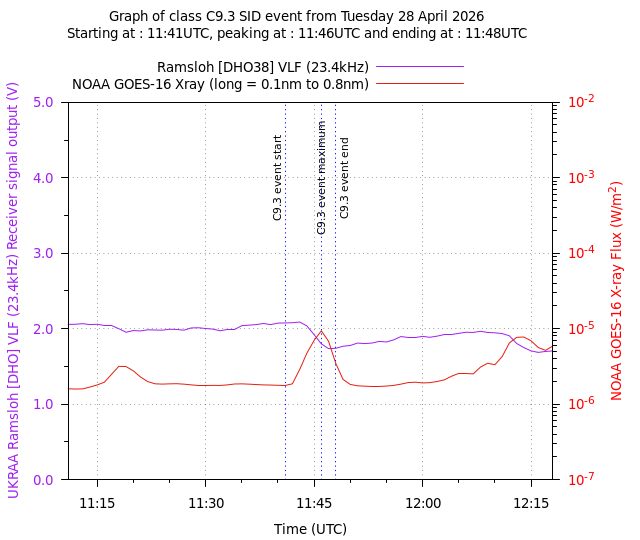 Graph of class C9.3 SID event from Tuesday 28 April 2026
Starting at : 11:41UTC, peaking at : 11:46UTC and ending at : 11:48UTC
Ramsloh [DHO38] VLF (23.4kHz)
NOAA GOES-16 Xray (long = 0.1nm to 0.8nm)
UKRAA Ramsloh [DHO] VLF (23.4kHz) Receiver signal output (V)
5.0
4.0
3.0
2.0
1.0
0.0
C9.3 event start
C9.3 event maximum
C9.3 event end
10^-2
10^-3
10^-4
10^-5
10^-6
10^-7
NOAA GOES-16 X-ray Flux (W/m²)
11:15 11:30 11:45 12:00 12:15
Time (UTC)